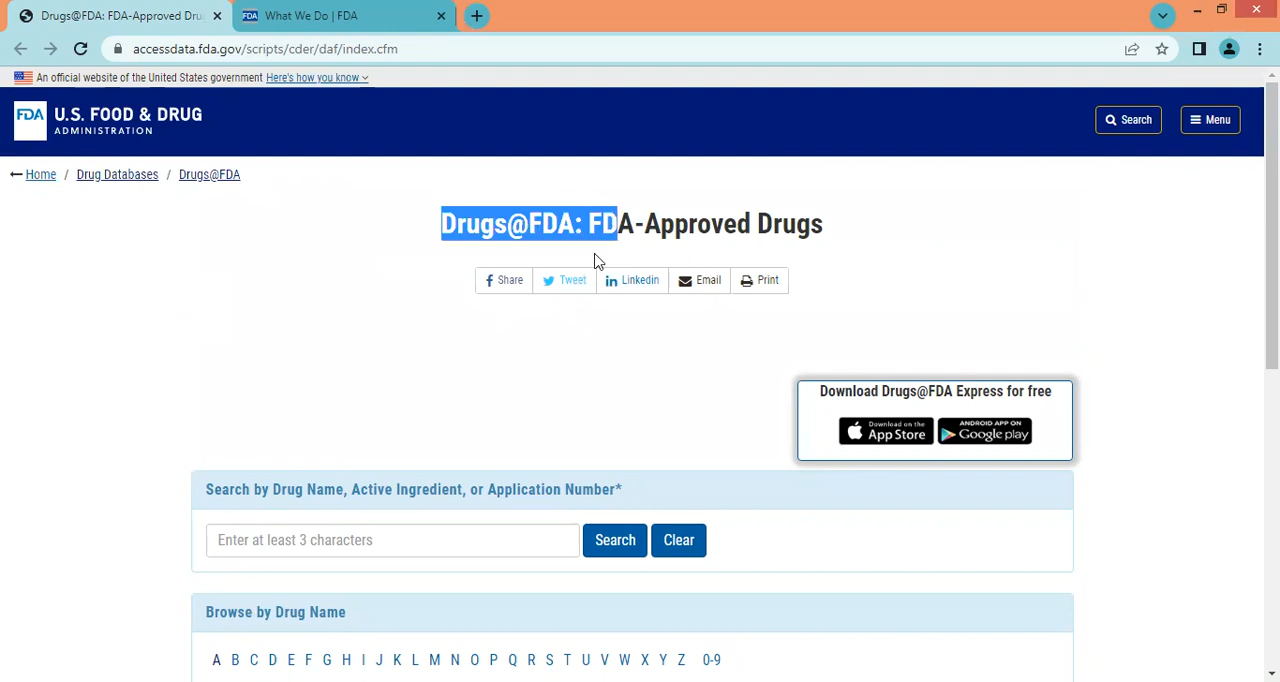 Drugs@FDA: FDA-Approved Dru
FDA What We Do | FDA
accessdata.fda.gov/scripts/cder/daf/index.cfm
An official website of the United States government Here's how you know
FDA U.S. FOOD & DRUG
ADMINISTRATION
Search
Menu
Home / Drug Databases / Drugs@FDA
Drugs@FDA: FDA-Approved Drugs
Share Tweet Linkedin Email Print
Download Drugs@FDA Express for free
Download on the
App Store
ANDROID APP ON
Google play
Search by Drug Name, Active Ingredient, or Application Number*
Enter at least 3 characters Search Clear
Browse by Drug Name
A B C D E F G H I J K L M N O P Q R S T U V W X Y Z 0-9